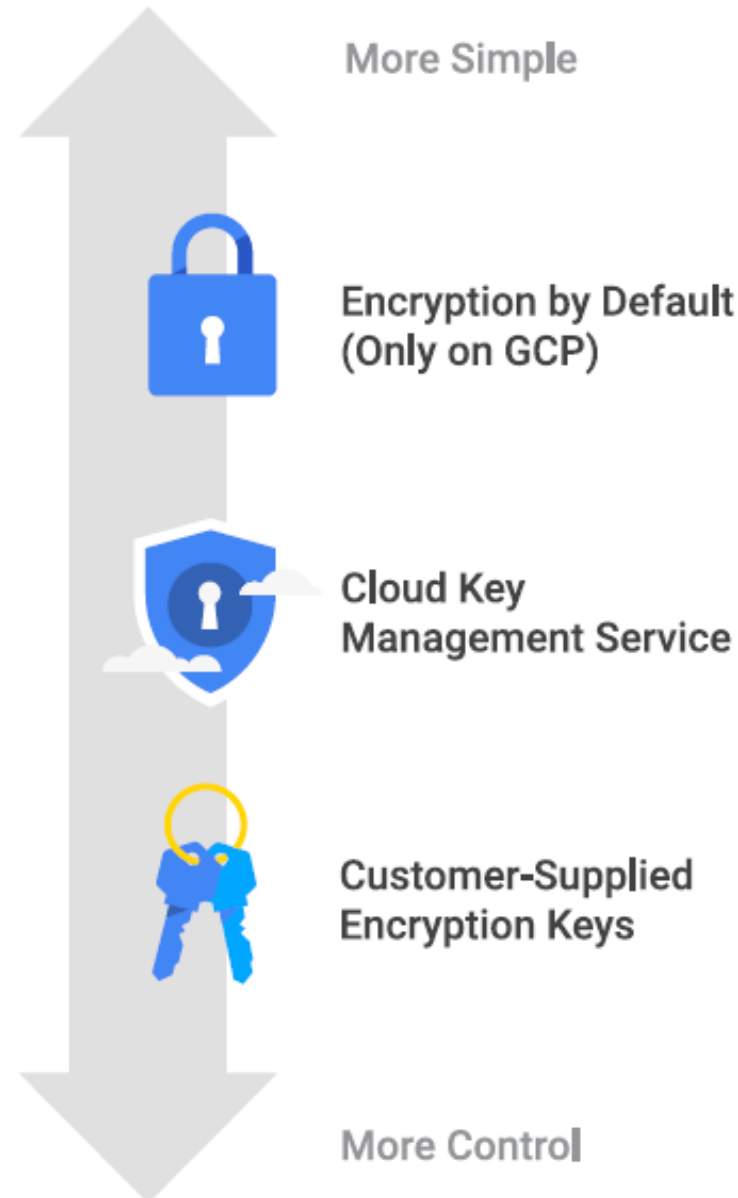 More Simple
Encryption by Default
(Only on GCP)
Cloud Key
Management Service
Customer-Supplied
Encryption Keys
More Control